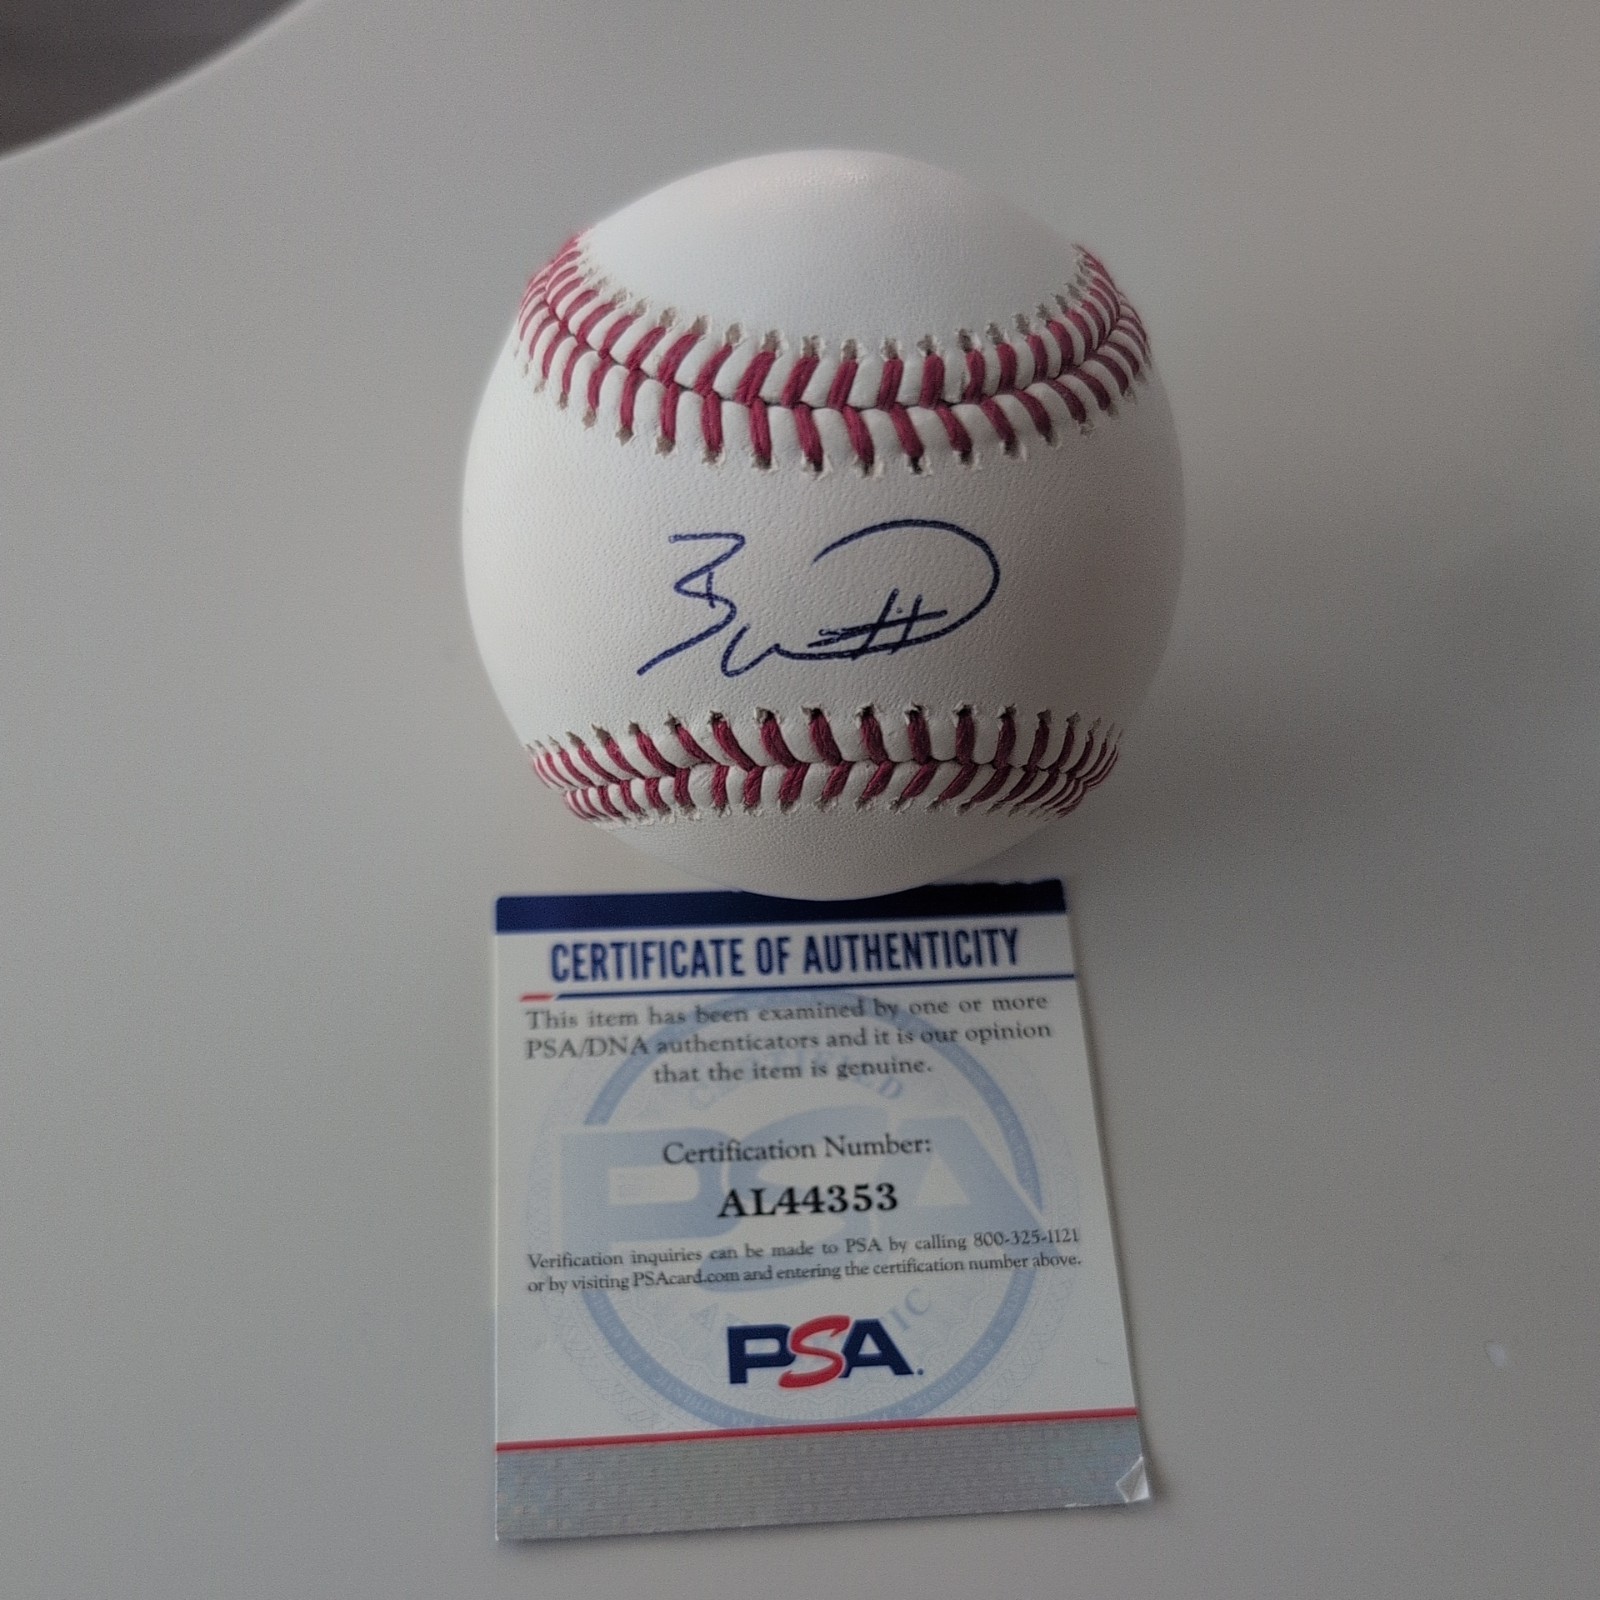 CERTIFICATE OF AUTHENTICITY
This item has been examined by one or more
PSA/DNA authenticators and it is our opinion
that the item is genuine.
Certification Number:
AL44353
Verification inquiries can be made to PSA by calling 800-325-1121
or by visiting PSAcard.com and entering the certification number above.
PSA